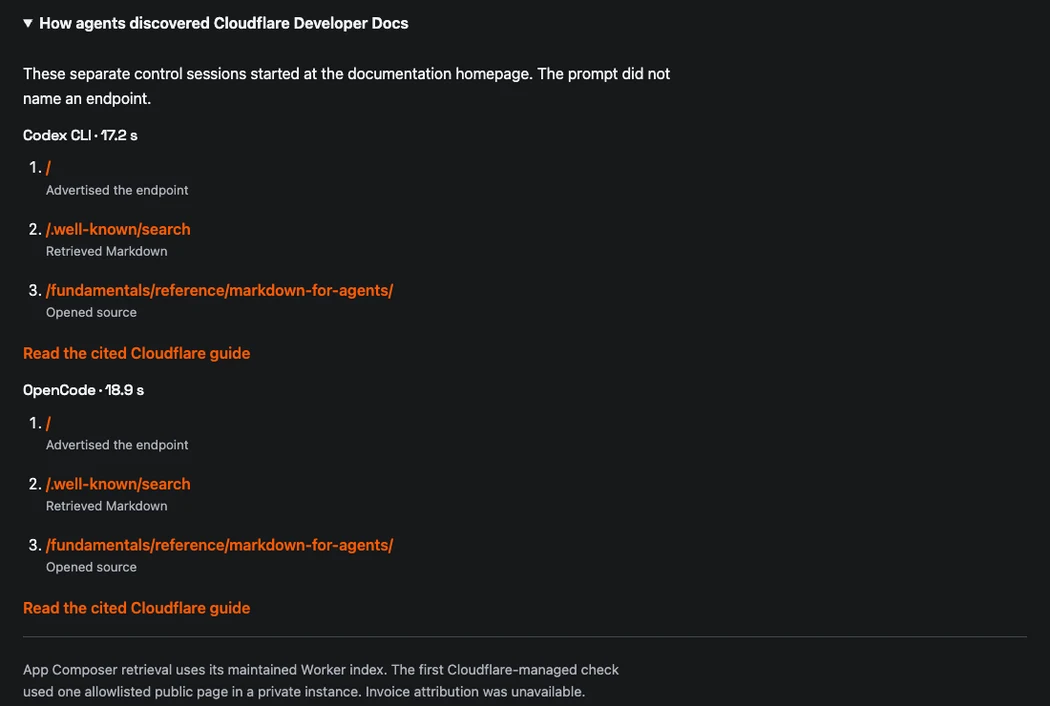 ▼ How agents discovered Cloudflare Developer Docs
These separate control sessions started at the documentation homepage. The prompt did not
name an endpoint.
Codex CLI · 17.2 s
1. /
Advertised the endpoint
2. /.well-known/search
Retrieved Markdown
3. /fundamentals/reference/markdown-for-agents/
Opened source
Read the cited Cloudflare guide
OpenCode · 18.9 s
1. /
Advertised the endpoint
2. /.well-known/search
Retrieved Markdown
3. /fundamentals/reference/markdown-for-agents/
Opened source
Read the cited Cloudflare guide
App Composer retrieval uses its maintained Worker index. The first Cloudflare-managed check
used one allowlisted public page in a private instance. Invoice attribution was unavailable.